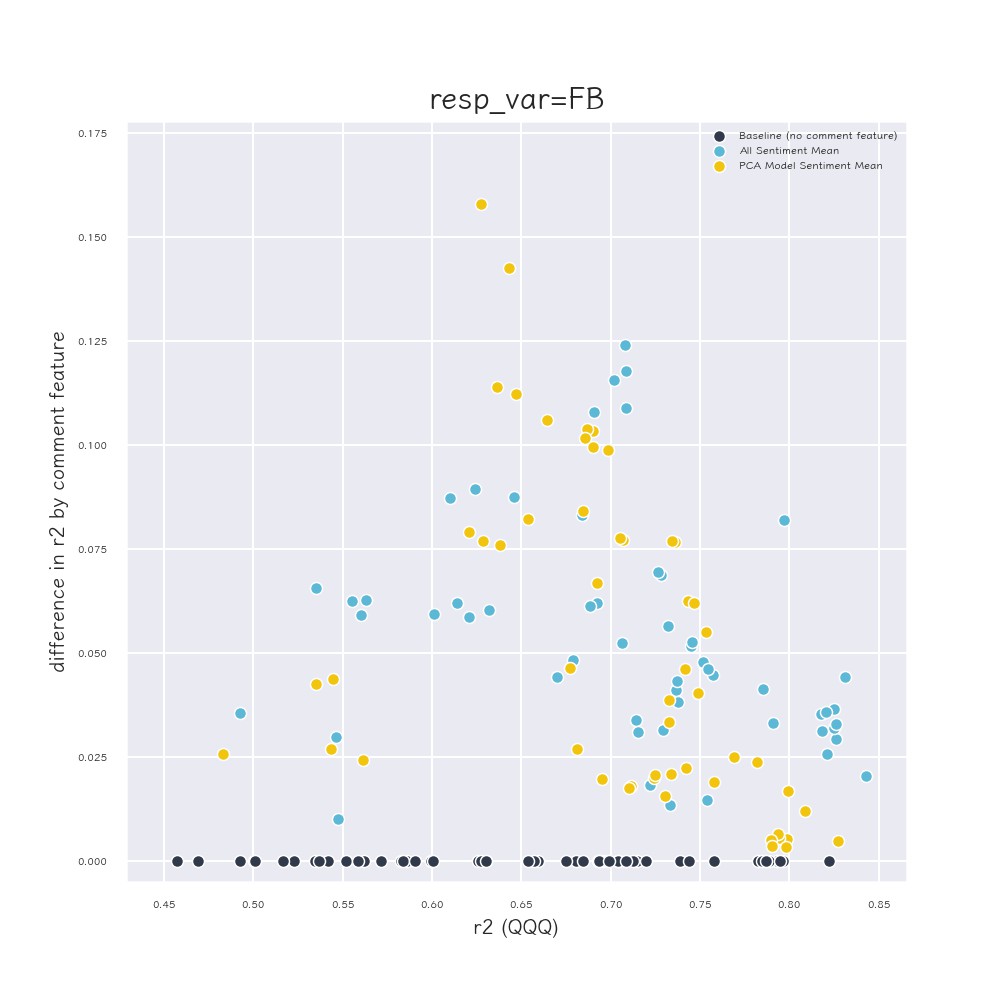 resp_var=FB
Baseline (no comment feature)
All Sentiment Mean
PCA Model Sentiment Mean
difference in r2 by comment feature
0.175
0.150
0.125
0.100
0.075
0.050
0.025
0.000
0.45 0.50 0.55 0.60 0.65 0.70 0.75 0.80 0.85
r2 (QQQ)